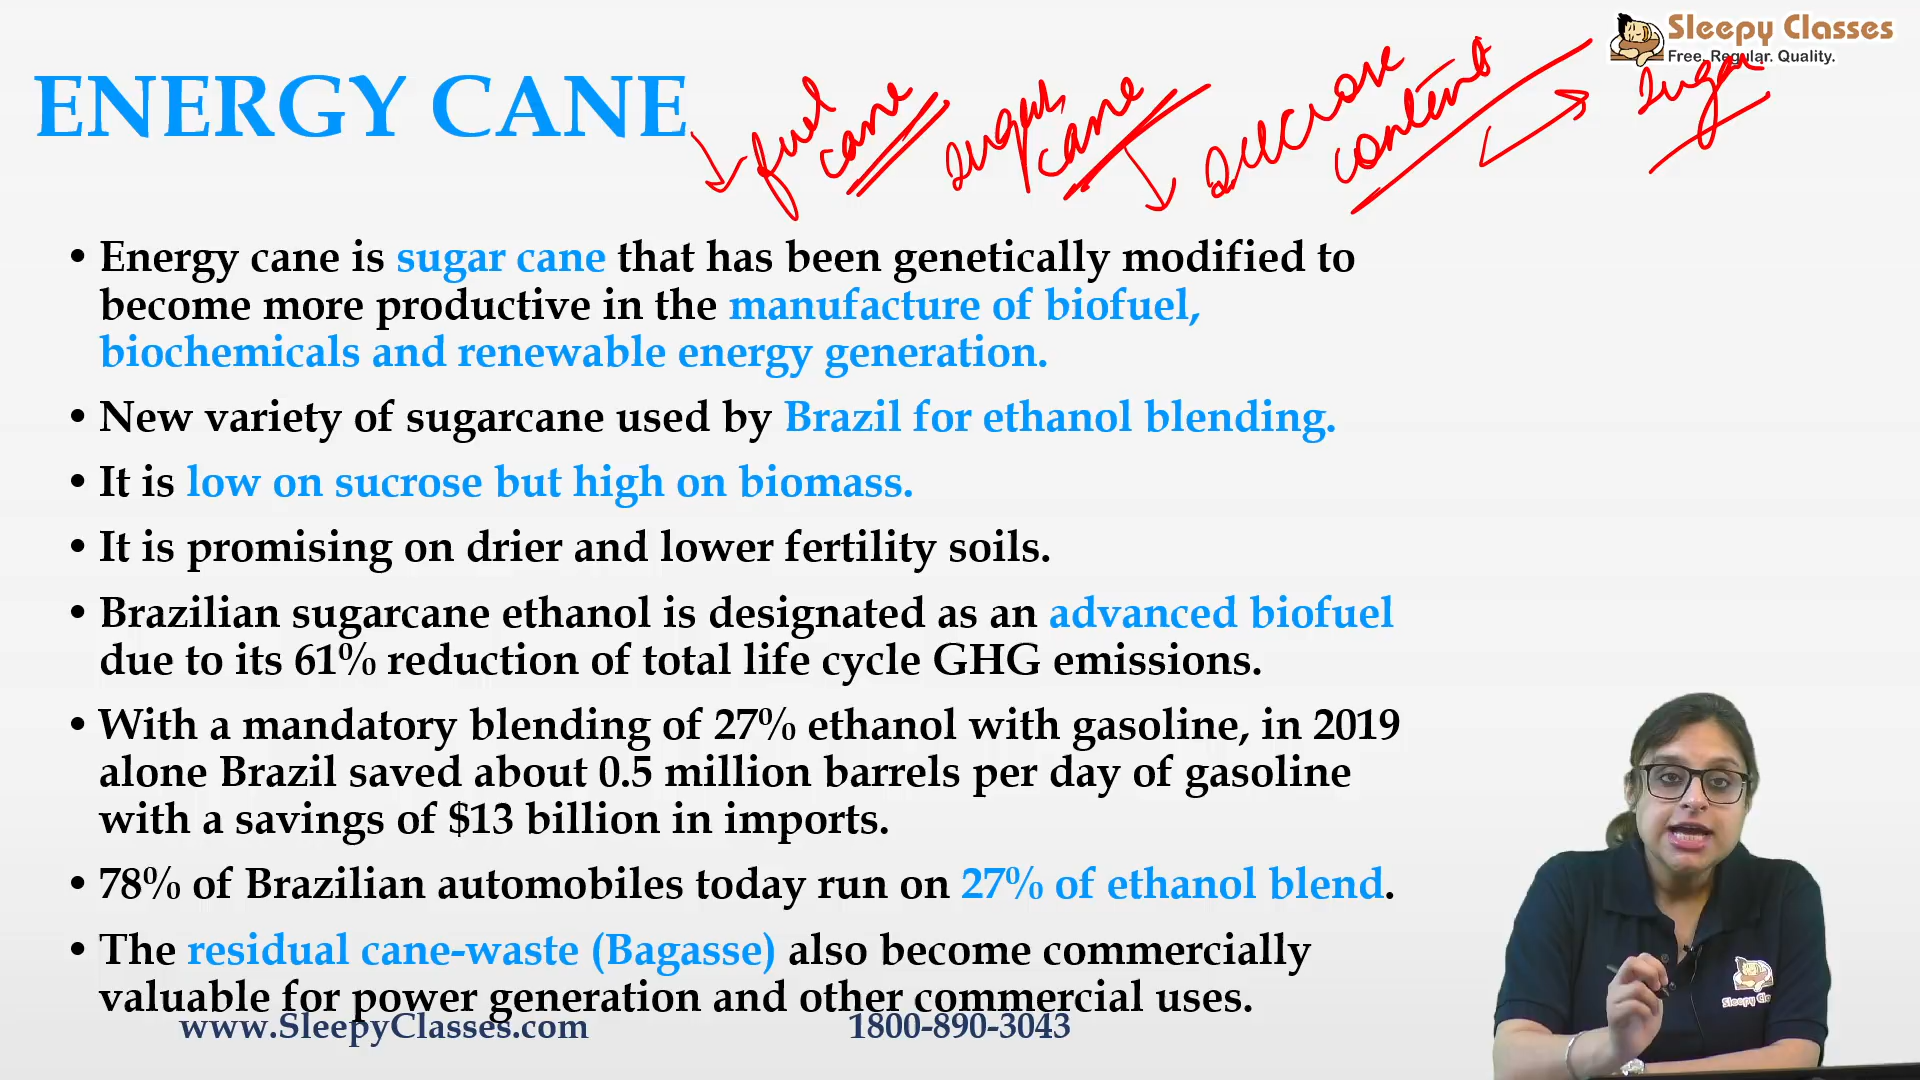 Sleepy Classes
Free. Regular. Quality.
ENERGY CANE
fuel cane
sugar cane
sucrose content
sugar
• Energy cane is sugar cane that has been genetically modified to
become more productive in the manufacture of biofuel,
biochemicals and renewable energy generation.
• New variety of sugarcane used by Brazil for ethanol blending.
• It is low on sucrose but high on biomass.
• It is promising on drier and lower fertility soils.
• Brazilian sugarcane ethanol is designated as an advanced biofuel
due to its 61% reduction of total life cycle GHG emissions.
• With a mandatory blending of 27% ethanol with gasoline, in 2019
alone Brazil saved about 0.5 million barrels per day of gasoline
with a savings of $13 billion in imports.
• 78% of Brazilian automobiles today run on 27% of ethanol blend.
• The residual cane-waste (Bagasse) also become commercially
valuable for power generation and other commercial uses.
www.SleepyClasses.com 1800-890-3043
Sleepy Cla